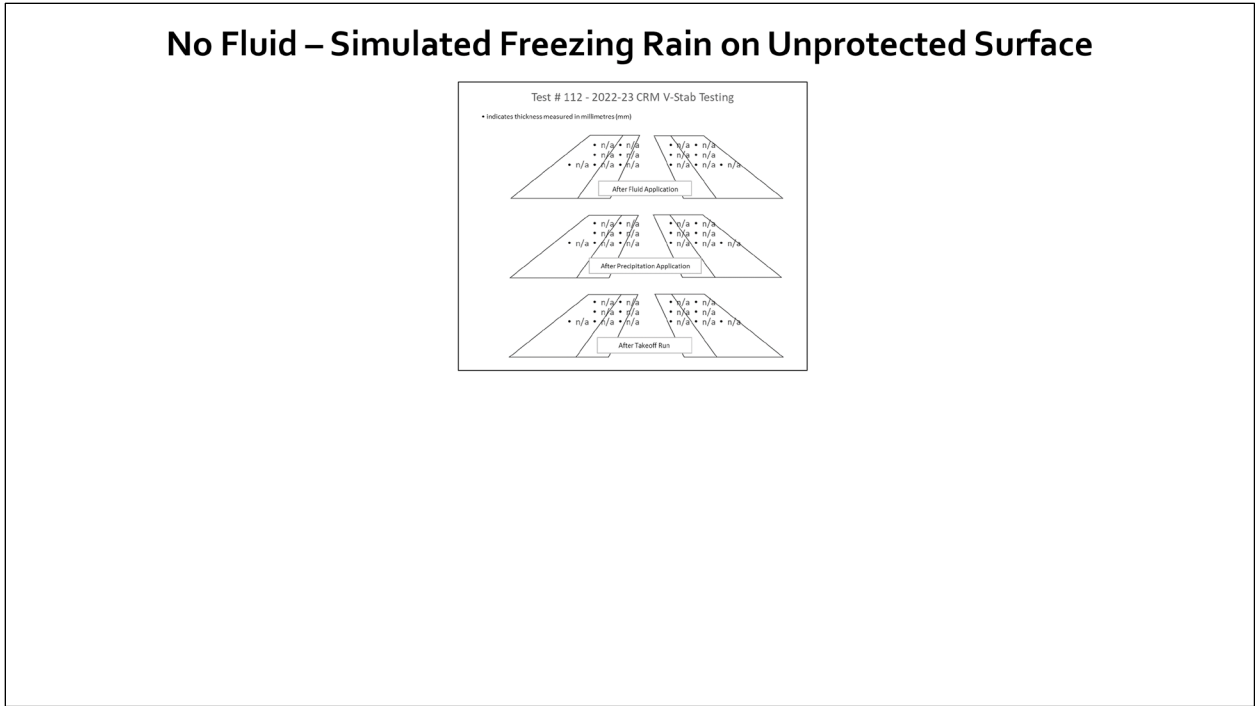 No Fluid – Simulated Freezing Rain on Unprotected Surface
Test # 112 - 2022-23 CRM V-Stab Testing
• indicates thickness measured in millimetres (mm)
• n/a • n/a • n/a • n/a
• n/a • n/a • n/a • n/a
• n/a • n/a • n/a • n/a • n/a • n/a
After Fluid Application
• n/a • n/a • n/a • n/a
• n/a • n/a • n/a • n/a
• n/a • n/a • n/a • n/a • n/a • n/a
After Precipitation Application
• n/a • n/a • n/a • n/a
• n/a • n/a • n/a • n/a
• n/a • n/a • n/a • n/a • n/a • n/a
After Takeoff Run